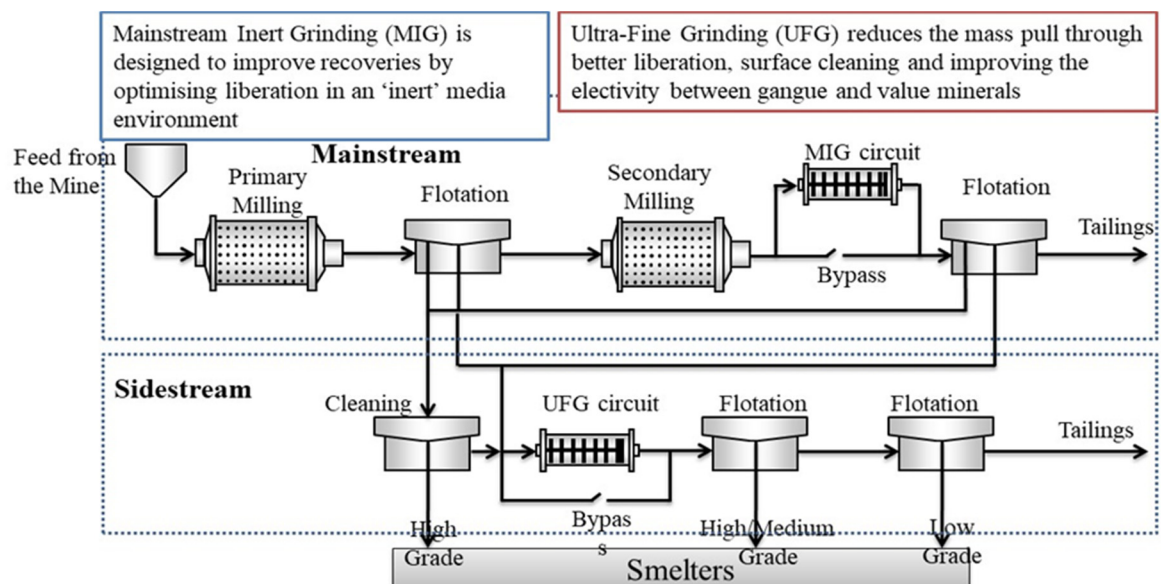 Mainstream Inert Grinding (MIG) is
designed to improve recoveries by
optimising liberation in an ‘inert’ media
environment
Ultra-Fine Grinding (UFG) reduces the mass pull through
better liberation, surface cleaning and improving the
electivity between gangue and value minerals
Feed from
the Mine
Mainstream
Primary
Milling
Flotation
Secondary
Milling
MIG circuit
Bypass
Flotation
Tailings
Sidestream
Cleaning
UFG circuit
Flotation
Flotation
Tailings
Bypas
s
High
Grade
High/Medium
Grade
Low
Grade
Smelters